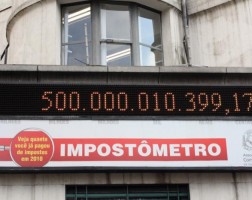 500.000.010.399,17
Veja quanto
você já pagou
de impostos
em 2010
IMPOSTÔMETRO